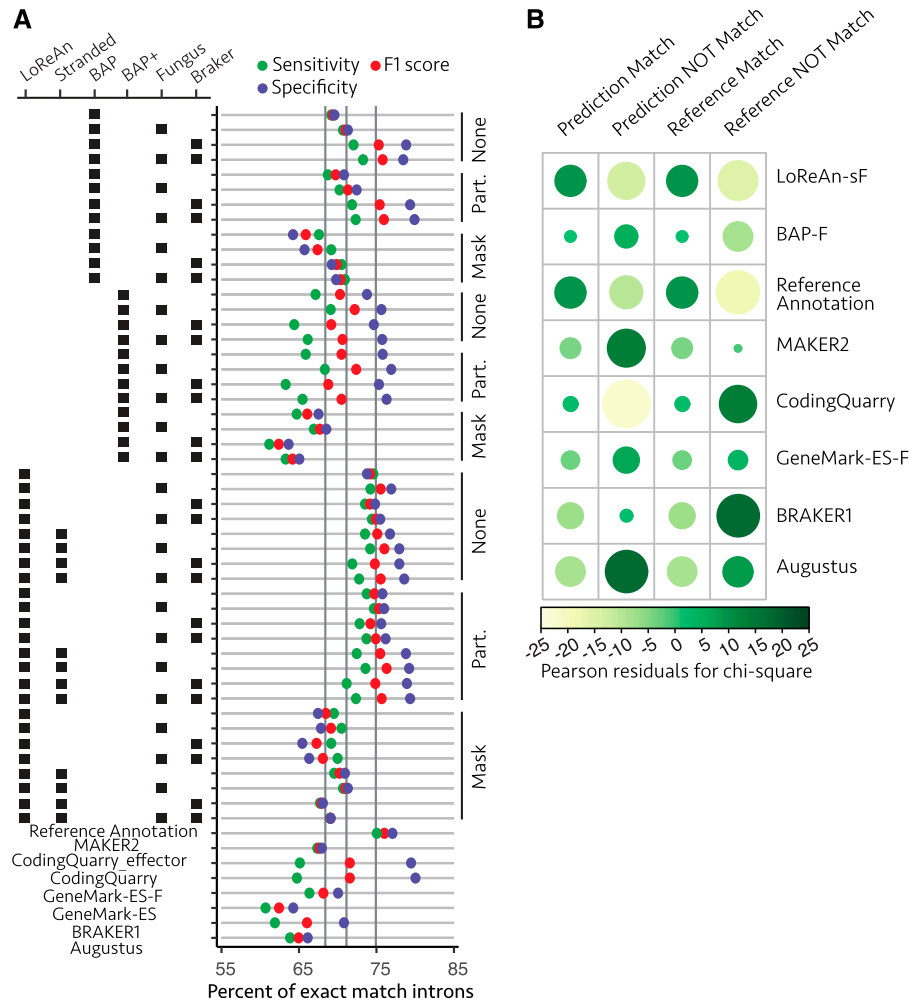 A
LoReAn
Stranded
BAP
BAP+
Fungus
Braker
Sensitivity
F1 score
Specificity
None
Part.
Mask
None
Part.
Mask
None
Part.
Mask
Reference Annotation
MAKER2
CodingQuarry_effector
CodingQuarry
GeneMark-ES-F
GeneMark-ES
BRAKER1
Augustus
55
65
75
85
Percent of exact match introns
B
Prediction Match
Prediction NOT Match
Reference Match
Reference NOT Match
LoReAn-sF
BAP-F
Reference
Annotation
MAKER2
CodingQuarry
GeneMark-ES-F
BRAKER1
Augustus
-25
-20
-15
-10
-5
0
5
10
15
20
25
Pearson residuals for chi-square